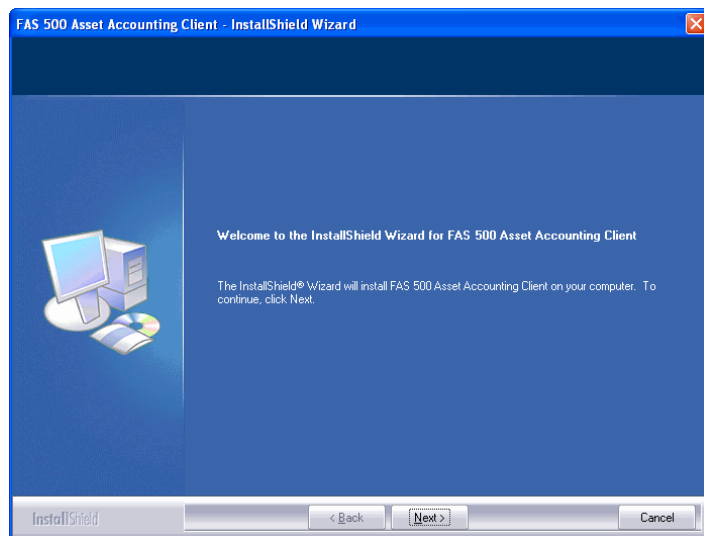 FAS 500 Asset Accounting Client - InstallShield Wizard
Welcome to the InstallShield Wizard for FAS 500 Asset Accounting Client
The InstallShield® Wizard will install FAS 500 Asset Accounting Client on your computer. To
continue, click Next.
InstallShield
< Back
Next >
Cancel